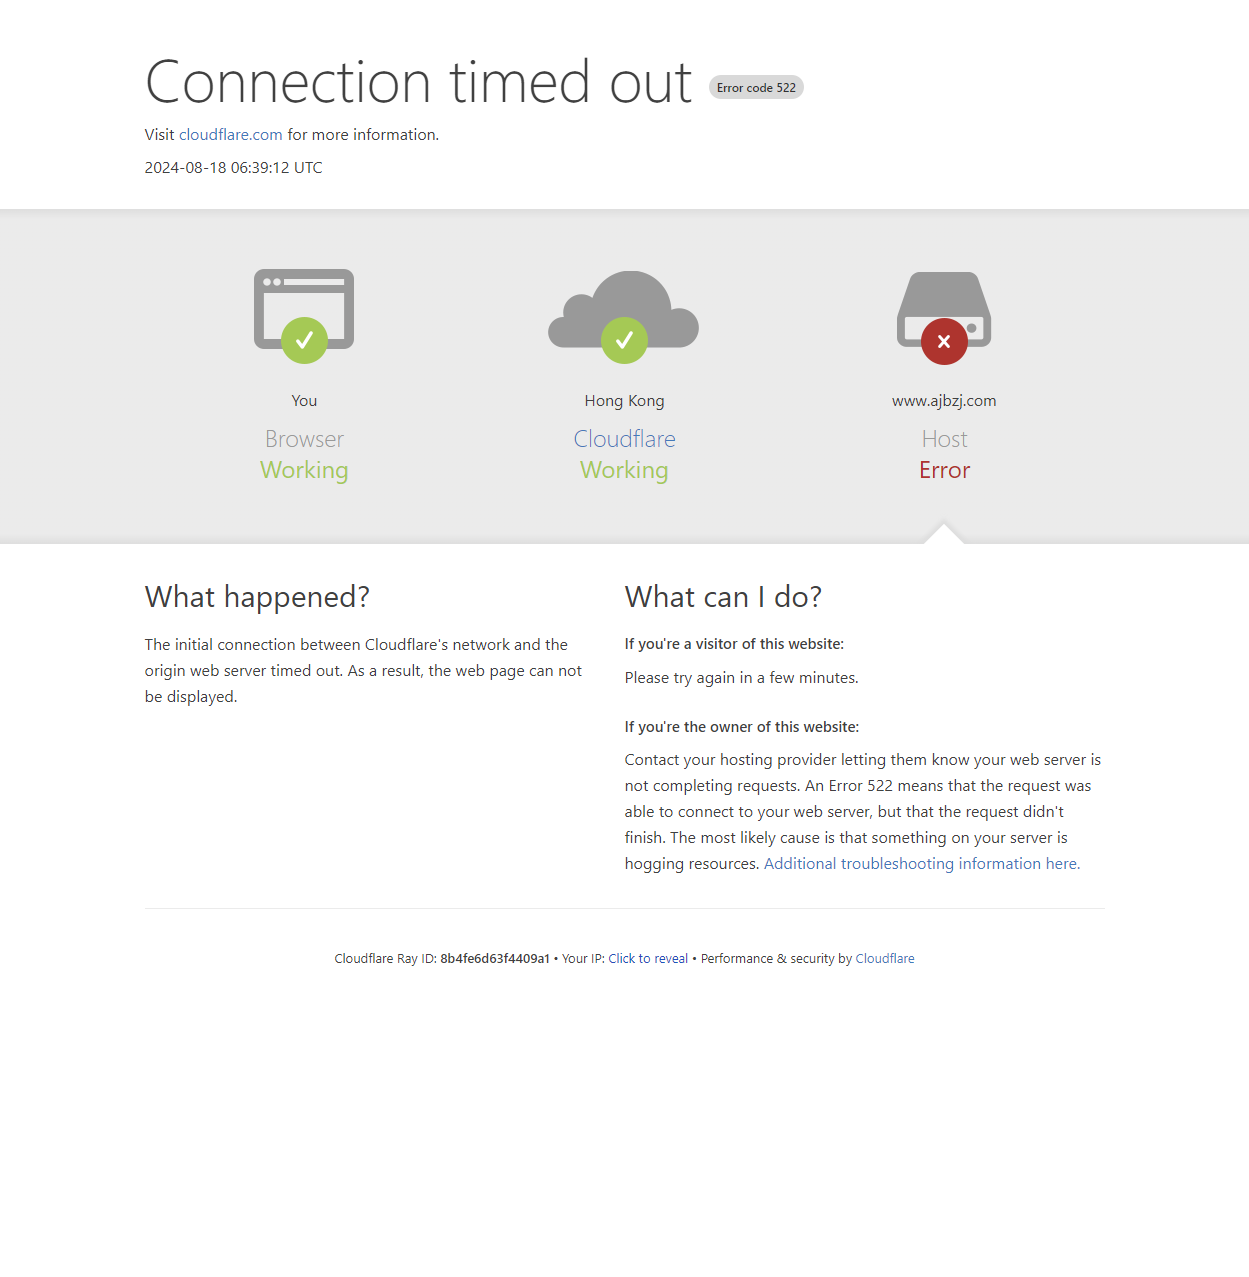 Connection timed out Error code 522
Visit cloudflare.com for more information.
2024-08-18 06:39:12 UTC
You
Browser
Working
Hong Kong
Cloudflare
Working
www.ajbzj.com
Host
Error
What happened?
The initial connection between Cloudflare's network and the
origin web server timed out. As a result, the web page can not
be displayed.
What can I do?
If you're a visitor of this website:
Please try again in a few minutes.
If you're the owner of this website:
Contact your hosting provider letting them know your web server is
not completing requests. An Error 522 means that the request was
able to connect to your web server, but that the request didn't
finish. The most likely cause is that something on your server is
hogging resources. Additional troubleshooting information here.
Cloudflare Ray ID: 8b4fe6d63f4409a1 • Your IP: Click to reveal • Performance & security by Cloudflare